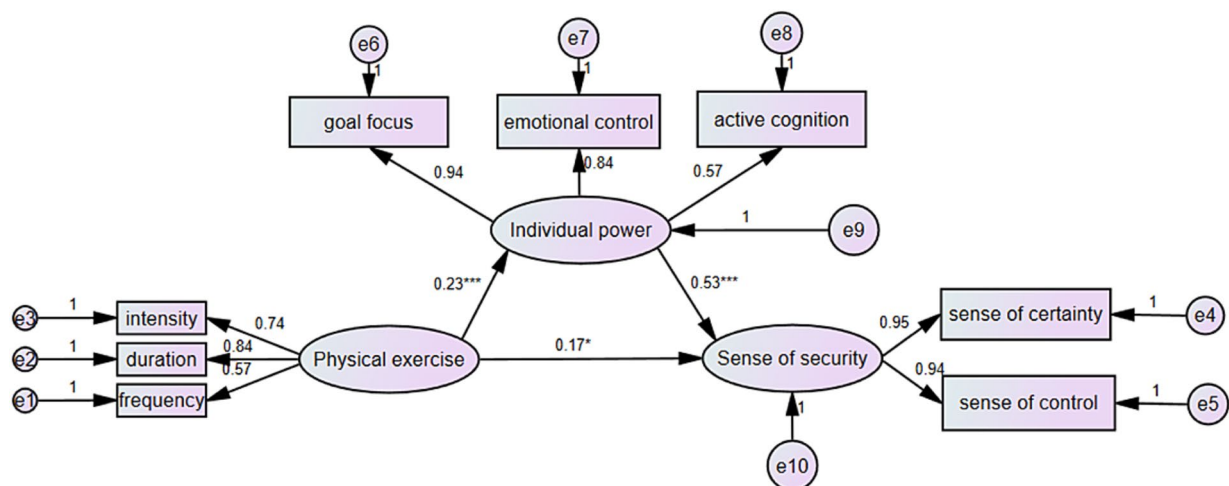 e6
e7
e8
1
1
1
goal focus
emotional control
active cognition
0.94
0.84
0.57
Individual power
1
e9
0.23***
0.53***
e3
1
intensity
0.74
e2
1
duration
0.84
Physical exercise
0.17*
Sense of security
e1
1
frequency
0.57
0.95
sense of certainty
1
e4
0.94
sense of control
1
e5
1
e10